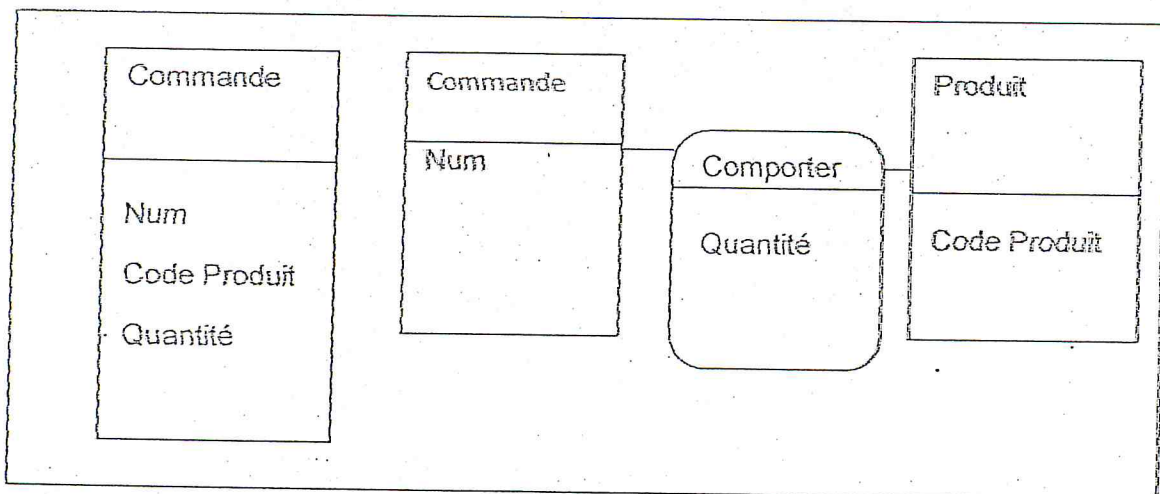 Commande
Num
Code Produit
Quantité
Commande
Num
Comporter
Quantité
Produit
Code Produit